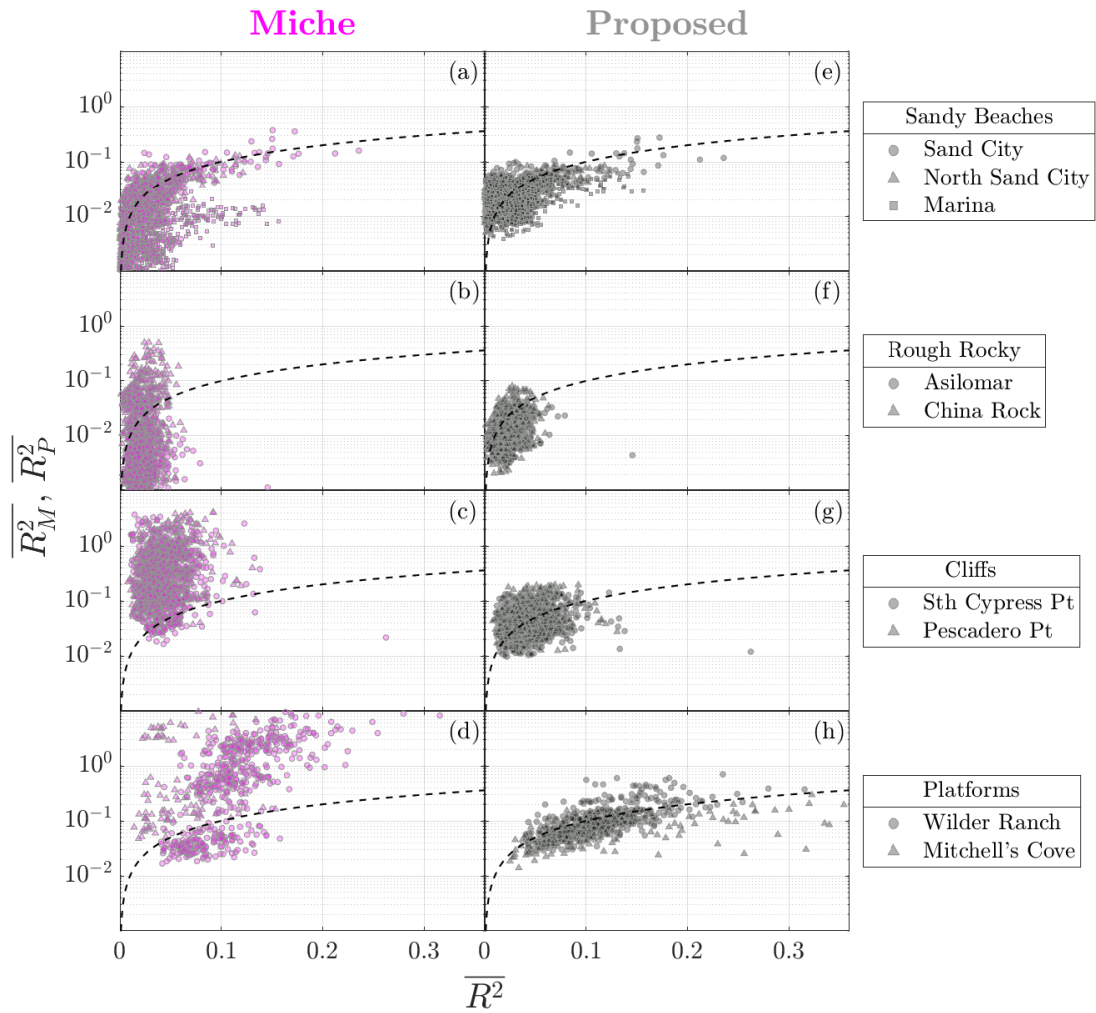 Miche Proposed
(a) (e)
10^0
10^-1
10^-2
Sandy Beaches
Sand City
North Sand City
Marina
(b) (f)
10^0
10^-1
10^-2
Rough Rocky
Asilomar
China Rock
\overline{R^2_M}, \overline{R^2_P}
(c) (g)
10^0
10^-1
10^-2
Cliffs
Sth Cypress Pt
Pescadero Pt
(d) (h)
10^0
10^-1
10^-2
Platforms
Wilder Ranch
Mitchell's Cove
0 0.1 0.2 0.3 0 0.1 0.2 0.3
\overline{R^2}